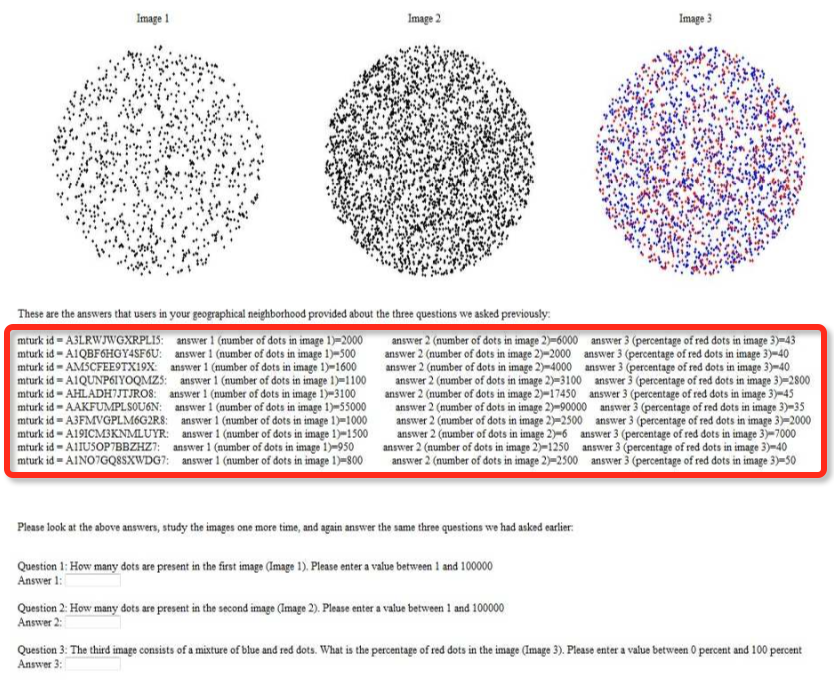 Image 1 Image 2 Image 3
These are the answers that users in your geographical neighborhood provided about the three questions we asked previously:
mturk id = A3LRWJWGXRPLI5: answer 1 (number of dots in image 1)=2000 answer 2 (number of dots in image 2)=6000 answer 3 (percentage of red dots in image 3)=43
mturk id = A1QBF6HGY4SF6U: answer 1 (number of dots in image 1)=500 answer 2 (number of dots in image 2)=2000 answer 3 (percentage of red dots in image 3)=40
mturk id = AM5CFEE9TX19X: answer 1 (number of dots in image 1)=1600 answer 2 (number of dots in image 2)=4000 answer 3 (percentage of red dots in image 3)=40
mturk id = A1QUNP6IYOQMZ5: answer 1 (number of dots in image 1)=1100 answer 2 (number of dots in image 2)=3100 answer 3 (percentage of red dots in image 3)=2800
mturk id = AHLADH7JTJRO8: answer 1 (number of dots in image 1)=3100 answer 2 (number of dots in image 2)=17450 answer 3 (percentage of red dots in image 3)=45
mturk id = AAKFUMPLS0U6N: answer 1 (number of dots in image 1)=55000 answer 2 (number of dots in image 2)=90000 answer 3 (percentage of red dots in image 3)=35
mturk id = A3FMVGPLM6G2R8: answer 1 (number of dots in image 1)=1000 answer 2 (number of dots in image 2)=2500 answer 3 (percentage of red dots in image 3)=2000
mturk id = A19ICM3KNMLUYR: answer 1 (number of dots in image 1)=1500 answer 2 (number of dots in image 2)=6 answer 3 (percentage of red dots in image 3)=7000
mturk id = A1IU5OP7BBZHZ7: answer 1 (number of dots in image 1)=950 answer 2 (number of dots in image 2)=1250 answer 3 (percentage of red dots in image 3)=40
mturk id = A1NO7GQ8SXWDG7: answer 1 (number of dots in image 1)=800 answer 2 (number of dots in image 2)=2500 answer 3 (percentage of red dots in image 3)=50
Please look at the above answers, study the images one more time, and again answer the same three questions we had asked earlier:
Question 1: How many dots are present in the first image (Image 1). Please enter a value between 1 and 100000
Answer 1:
Question 2: How many dots are present in the second image (Image 2). Please enter a value between 1 and 100000
Answer 2:
Question 3: The third image consists of a mixture of blue and red dots. What is the percentage of red dots in the image (Image 3). Please enter a value between 0 percent and 100 percent
Answer 3: